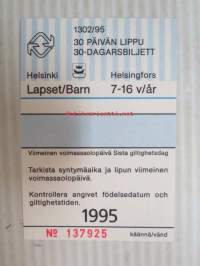 1302/95
30 PÄIVÄN LIPPU
30-DAGARSBILJETT
Helsinki Helsingfors
Lapset/Barn 7-16 v/år
Viimeinen voimassaolopäivä Sista giltighetsdag
Tarkista syntymäaika ja lipun viimeinen
voimassaolopäivä.
Kontrollera angivet födelsedatum och
giltighetstiden.
1995
№ 137925 käännä/vänd